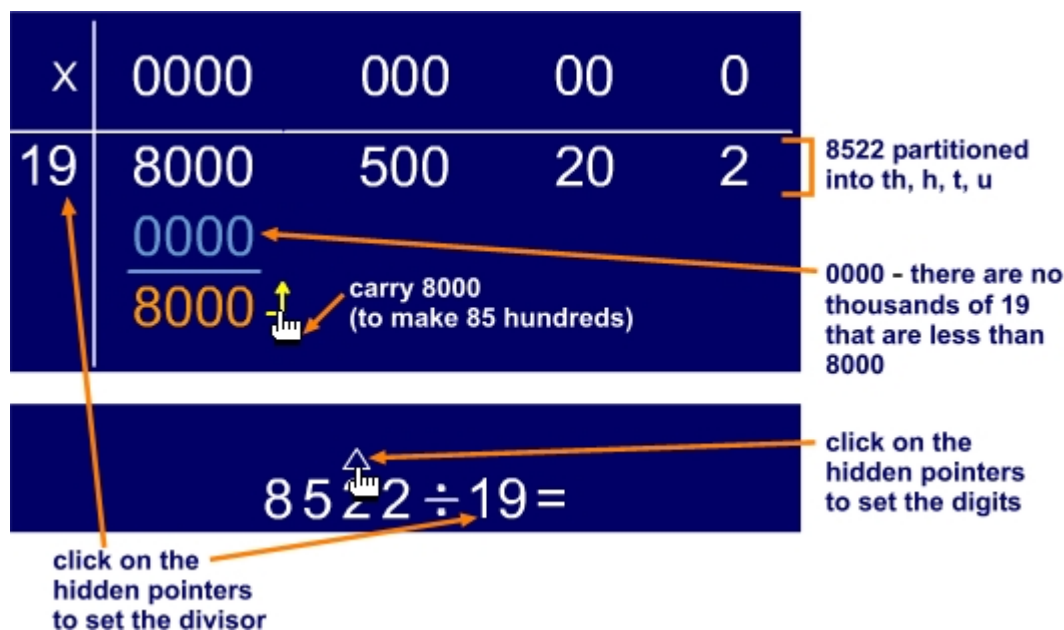 x 0000 000 00 0
19 8000 500 20 2
8522 partitioned
into th, h, t, u
0000
0000 - there are no
thousands of 19
that are less than
8000
8000
carry 8000
(to make 85 hundreds)
8522÷19=
click on the
hidden pointers
to set the digits
click on the
hidden pointers
to set the divisor